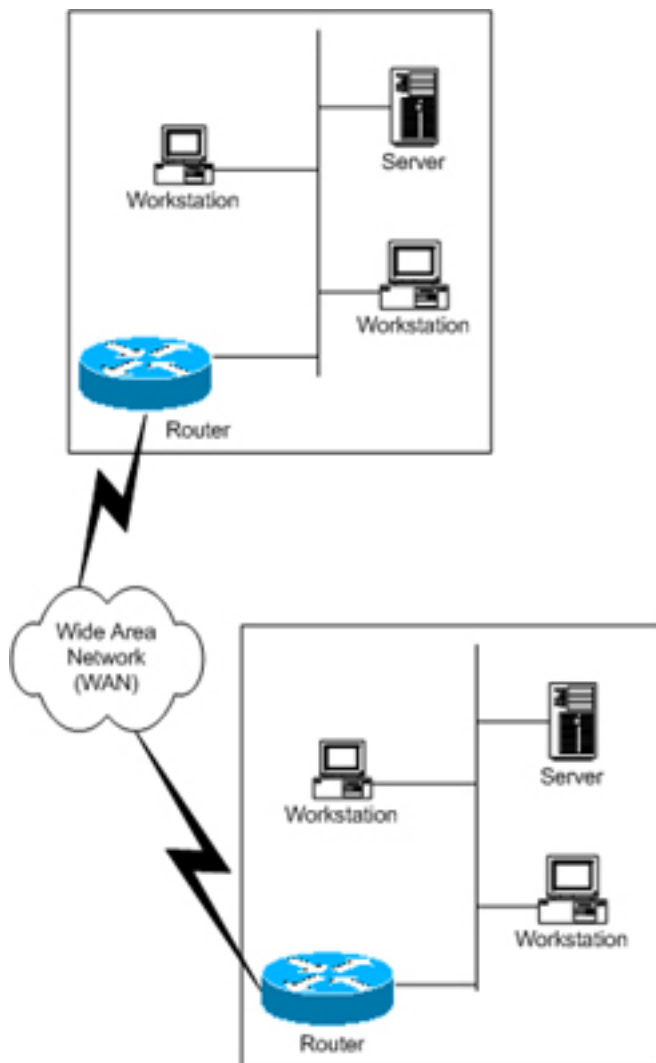 Server
Workstation
Workstation
Router
Wide Area
Network
(WAN)
Server
Workstation
Workstation
Router